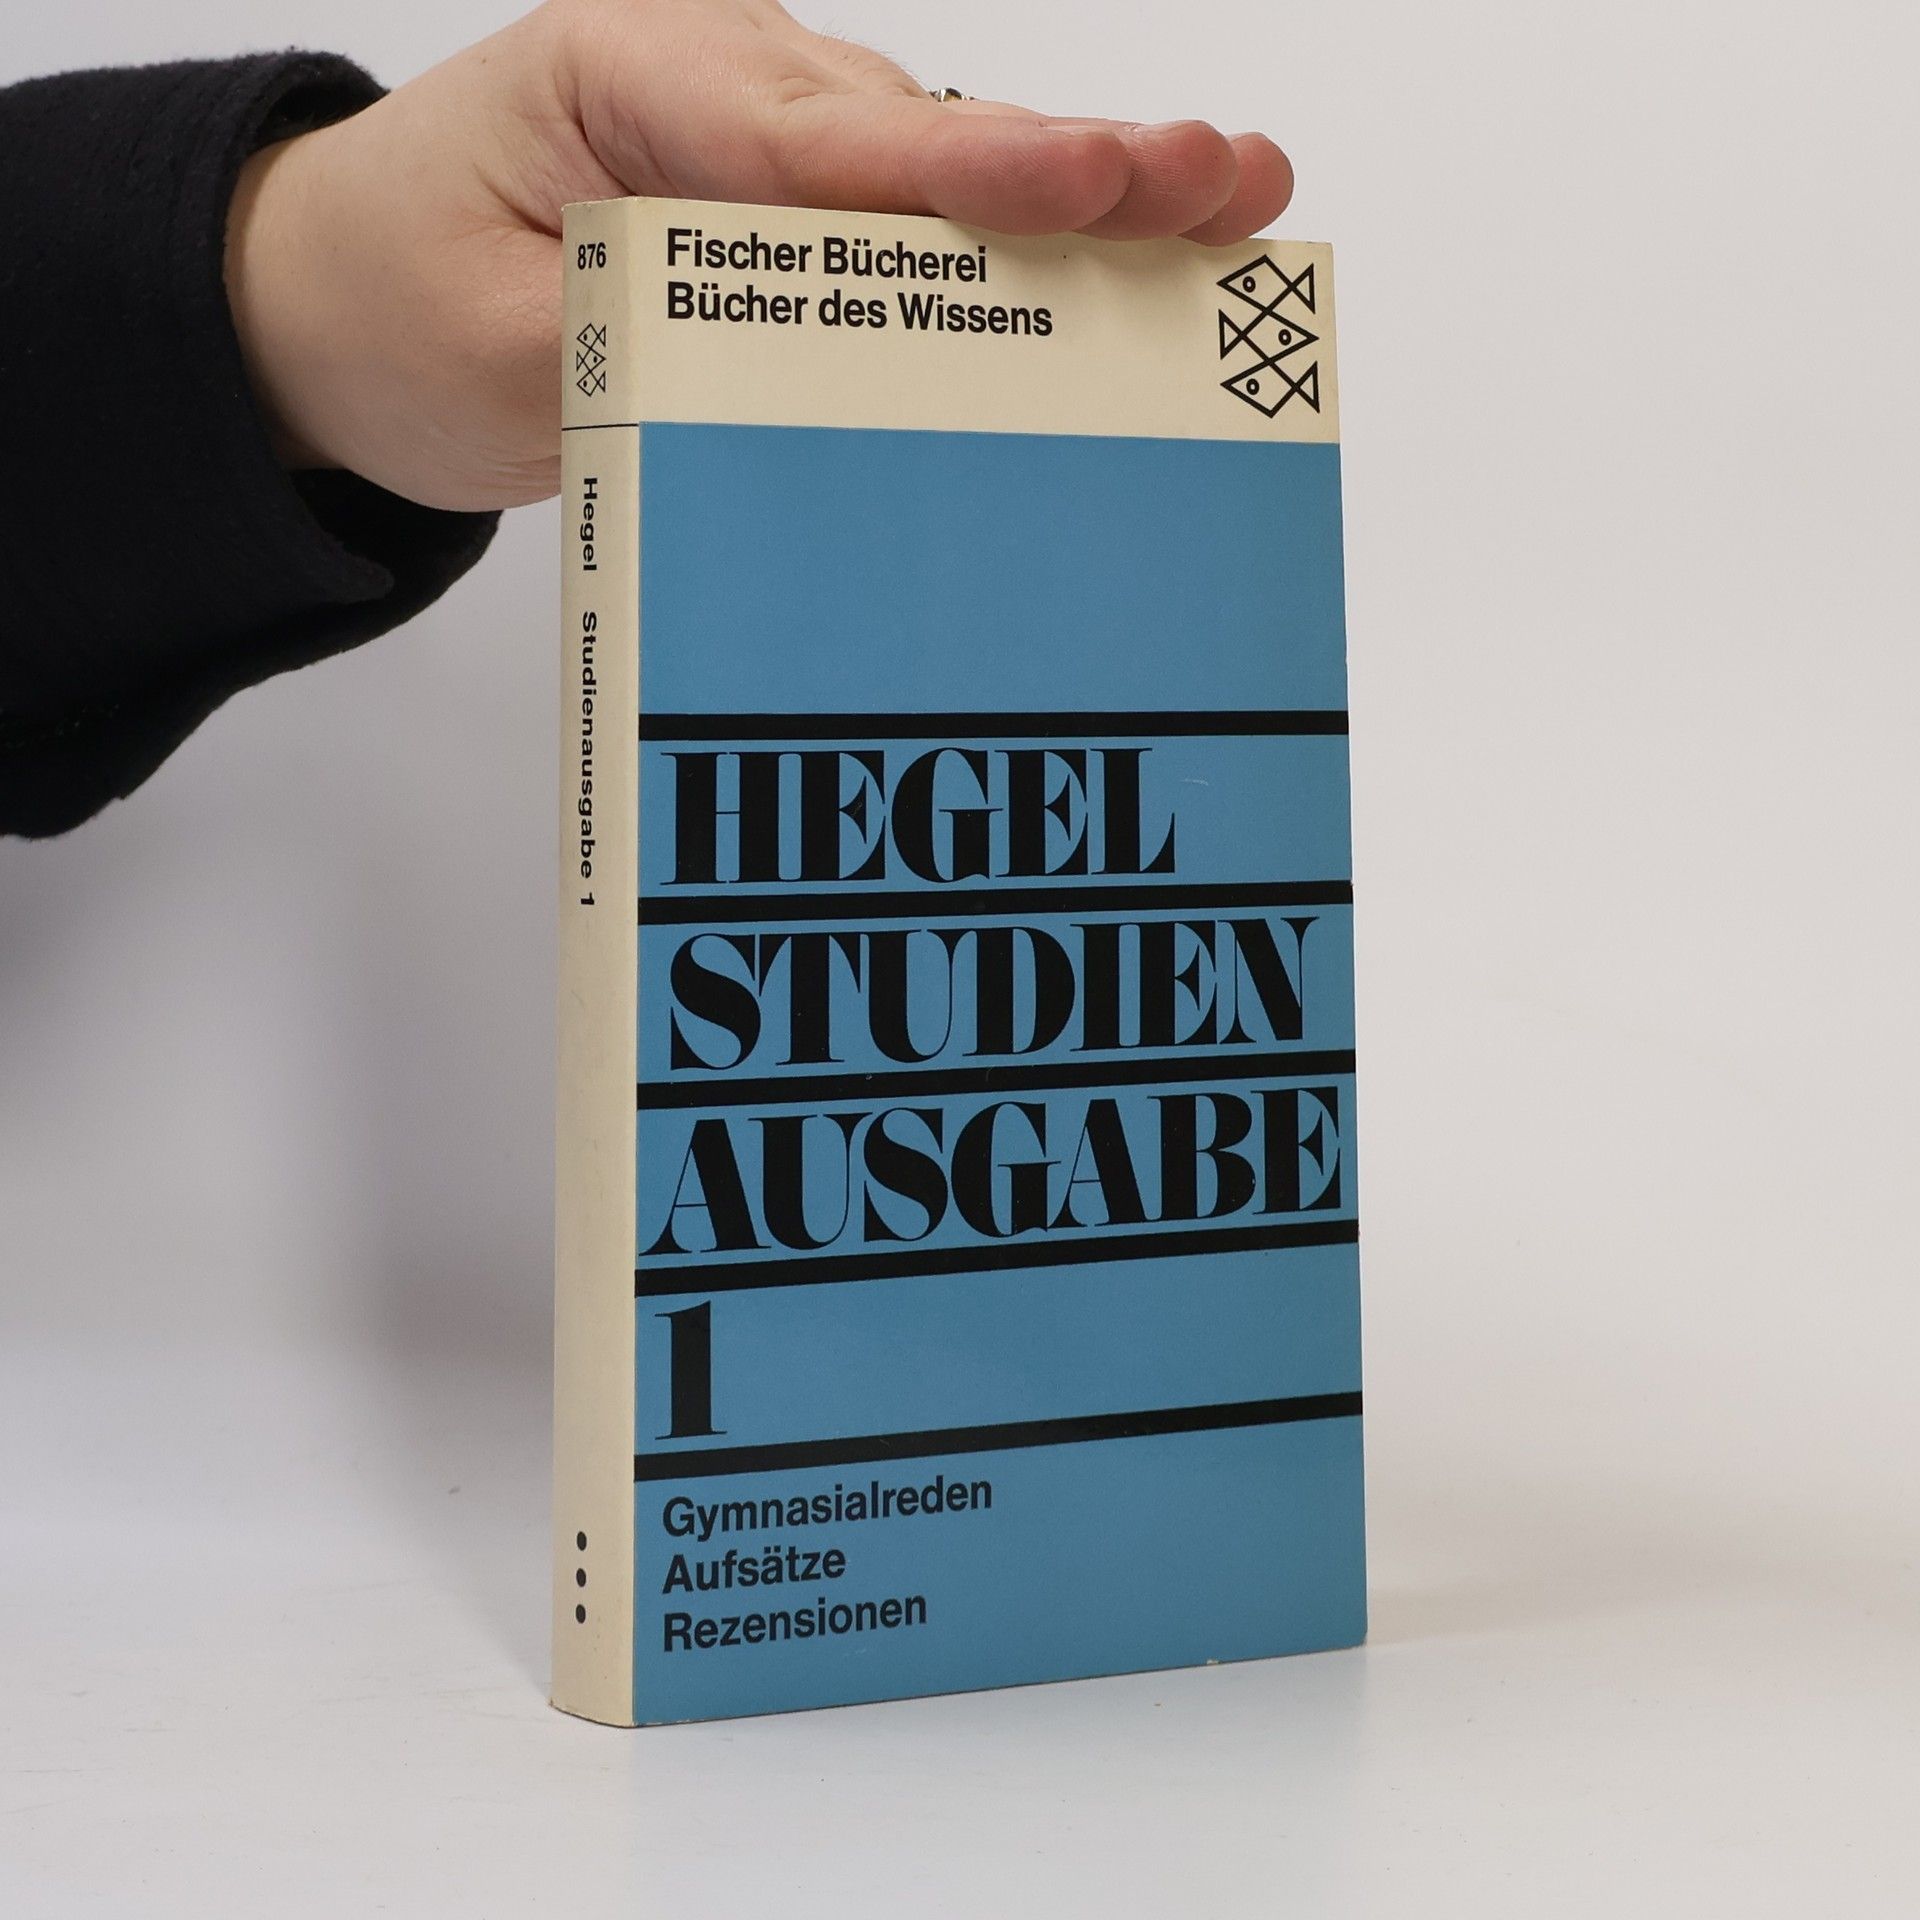 876
Hegel Studienausgabe 1
Fischer Bücherei
Bücher des Wissens
HEGEL
STUDIEN
AUSGABE
1
Gymnasialreden
Aufsätze
Rezensionen